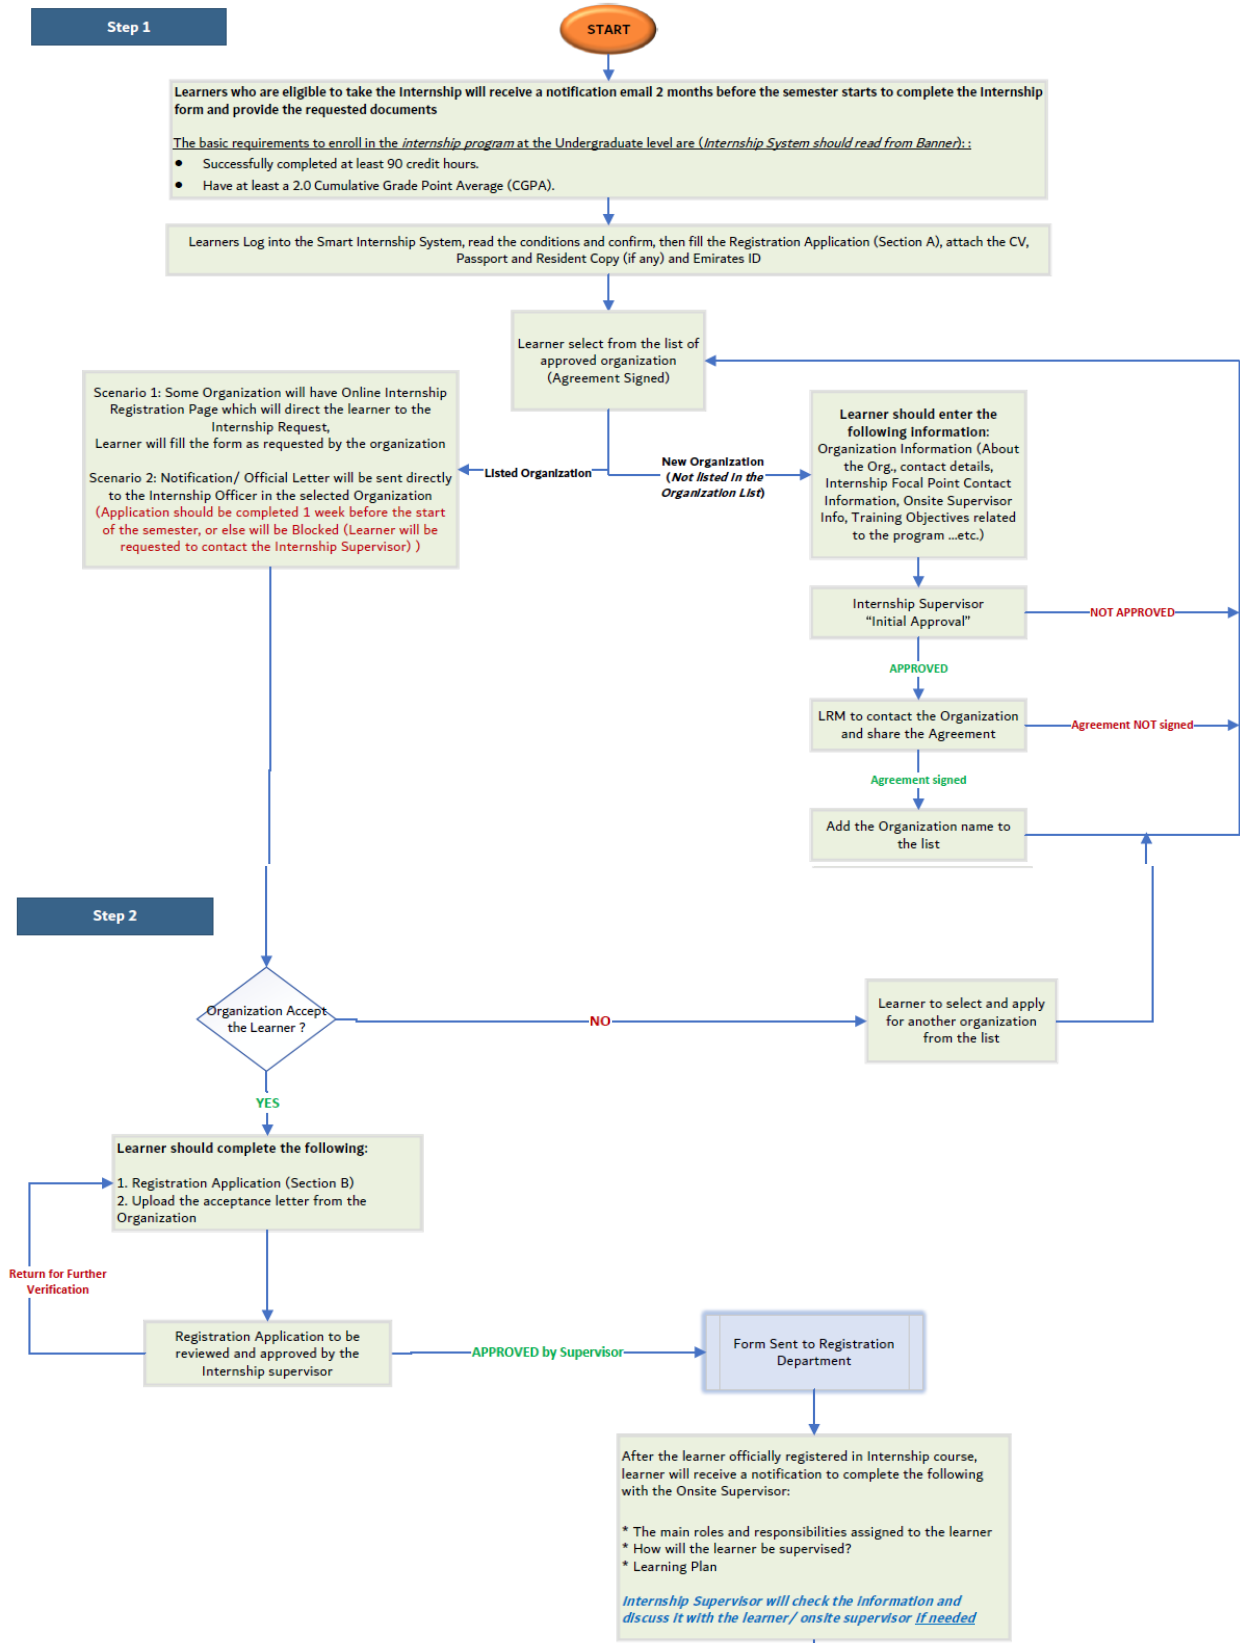 Step 1
START
Learners who are eligible to take the Internship will receive a notification email 2 months before the semester starts to complete the Internship
form and provide the requested documents
The basic requirements to enroll in the internship program at the Undergraduate level are (Internship System should read from Banner): :
● Successfully completed at least 90 credit hours.
● Have at least a 2.0 Cumulative Grade Point Average (CGPA).
Learners Log into the Smart Internship System, read the conditions and confirm, then fill the Registration Application (Section A), attach the CV,
Passport and Resident Copy (if any) and Emirates ID
Learner select from the list of
approved organization
(Agreement Signed)
Scenario 1: Some Organization will have Online Internship
Registration Page which will direct the learner to the
Internship Request,
Learner will fill the form as requested by the organization
Scenario 2: Notification/ Official Letter will be sent directly
to the Internship Officer in the selected Organization
(Application should be completed 1 week before the start
of the semester, or else will be Blocked (Learner will be
requested to contact the Internship Supervisor) )
Listed Organization
New Organization
(Not listed in the
Organization List)
Learner should enter the
following information:
Organization Information (About
the Org., contact details,
Internship Focal Point Contact
Information, Onsite Supervisor
Info, Training Objectives related
to the program ...etc.)
Internship Supervisor
“Initial Approval”
NOT APPROVED
APPROVED
LRM to contact the Organization
and share the Agreement
Agreement NOT signed
Agreement signed
Add the Organization name to
the list
Step 2
Organization Accept
the Learner ?
NO
Learner to select and apply
for another organization
from the list
YES
Learner should complete the following:
1. Registration Application (Section B)
2. Upload the acceptance letter from the
Organization
Return for Further
Verification
Registration Application to be
reviewed and approved by the
Internship supervisor
APPROVED by Supervisor
Form Sent to Registration
Department
After the learner officially registered in Internship course,
learner will receive a notification to complete the following
with the Onsite Supervisor:
* The main roles and responsibilities assigned to the learner
* How will the learner be supervised?
* Learning Plan
Internship Supervisor will check the information and
discuss it with the learner/ onsite supervisor if needed